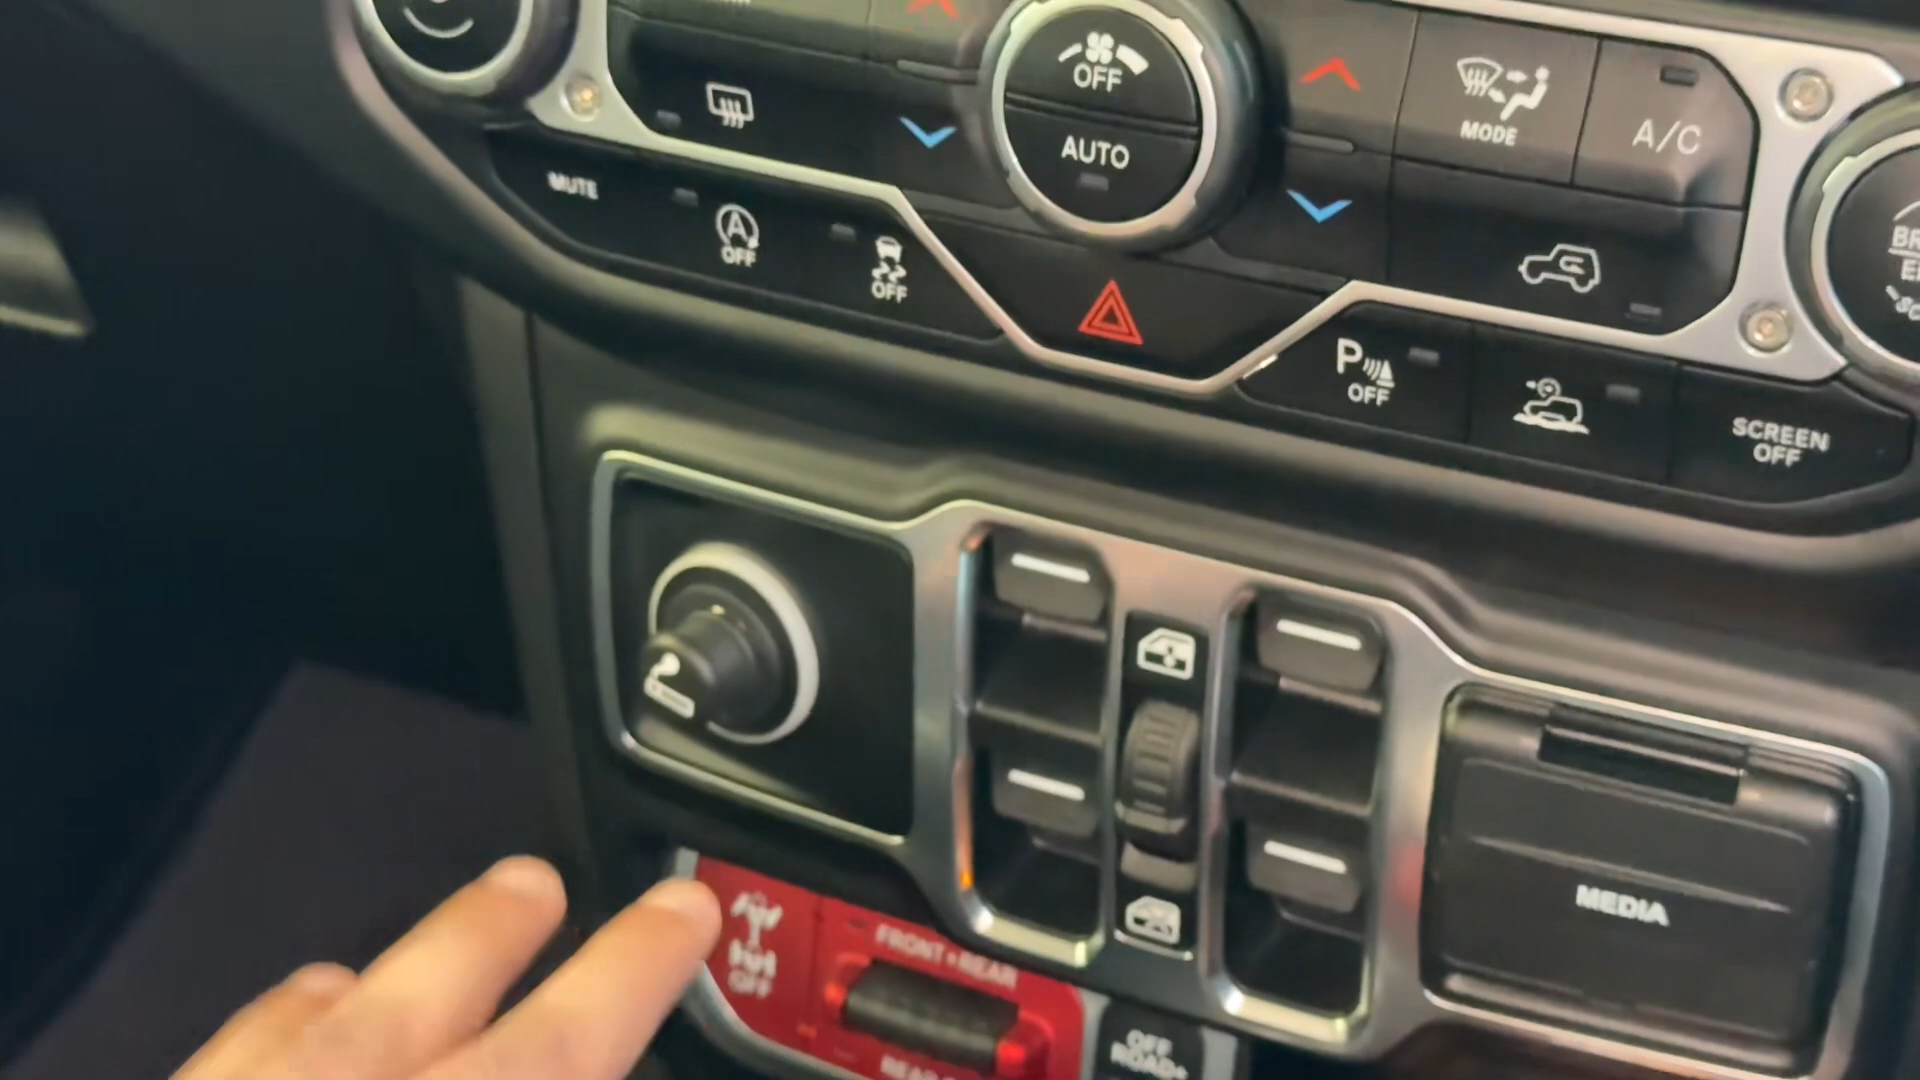 OFF
AUTO
MODE
A/C
MUTE
A
OFF
OFF
P
OFF
SCREEN
OFF
MEDIA
OFF
FRONT+REAR
OFF
ROAD+